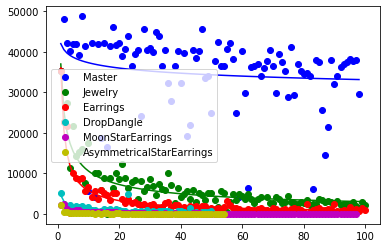 50000
40000
30000
20000
10000
0
Master
Jewelry
Earrings
DropDangle
MoonStarEarrings
AsymmetricalStarEarrings
0 20 40 60 80 100